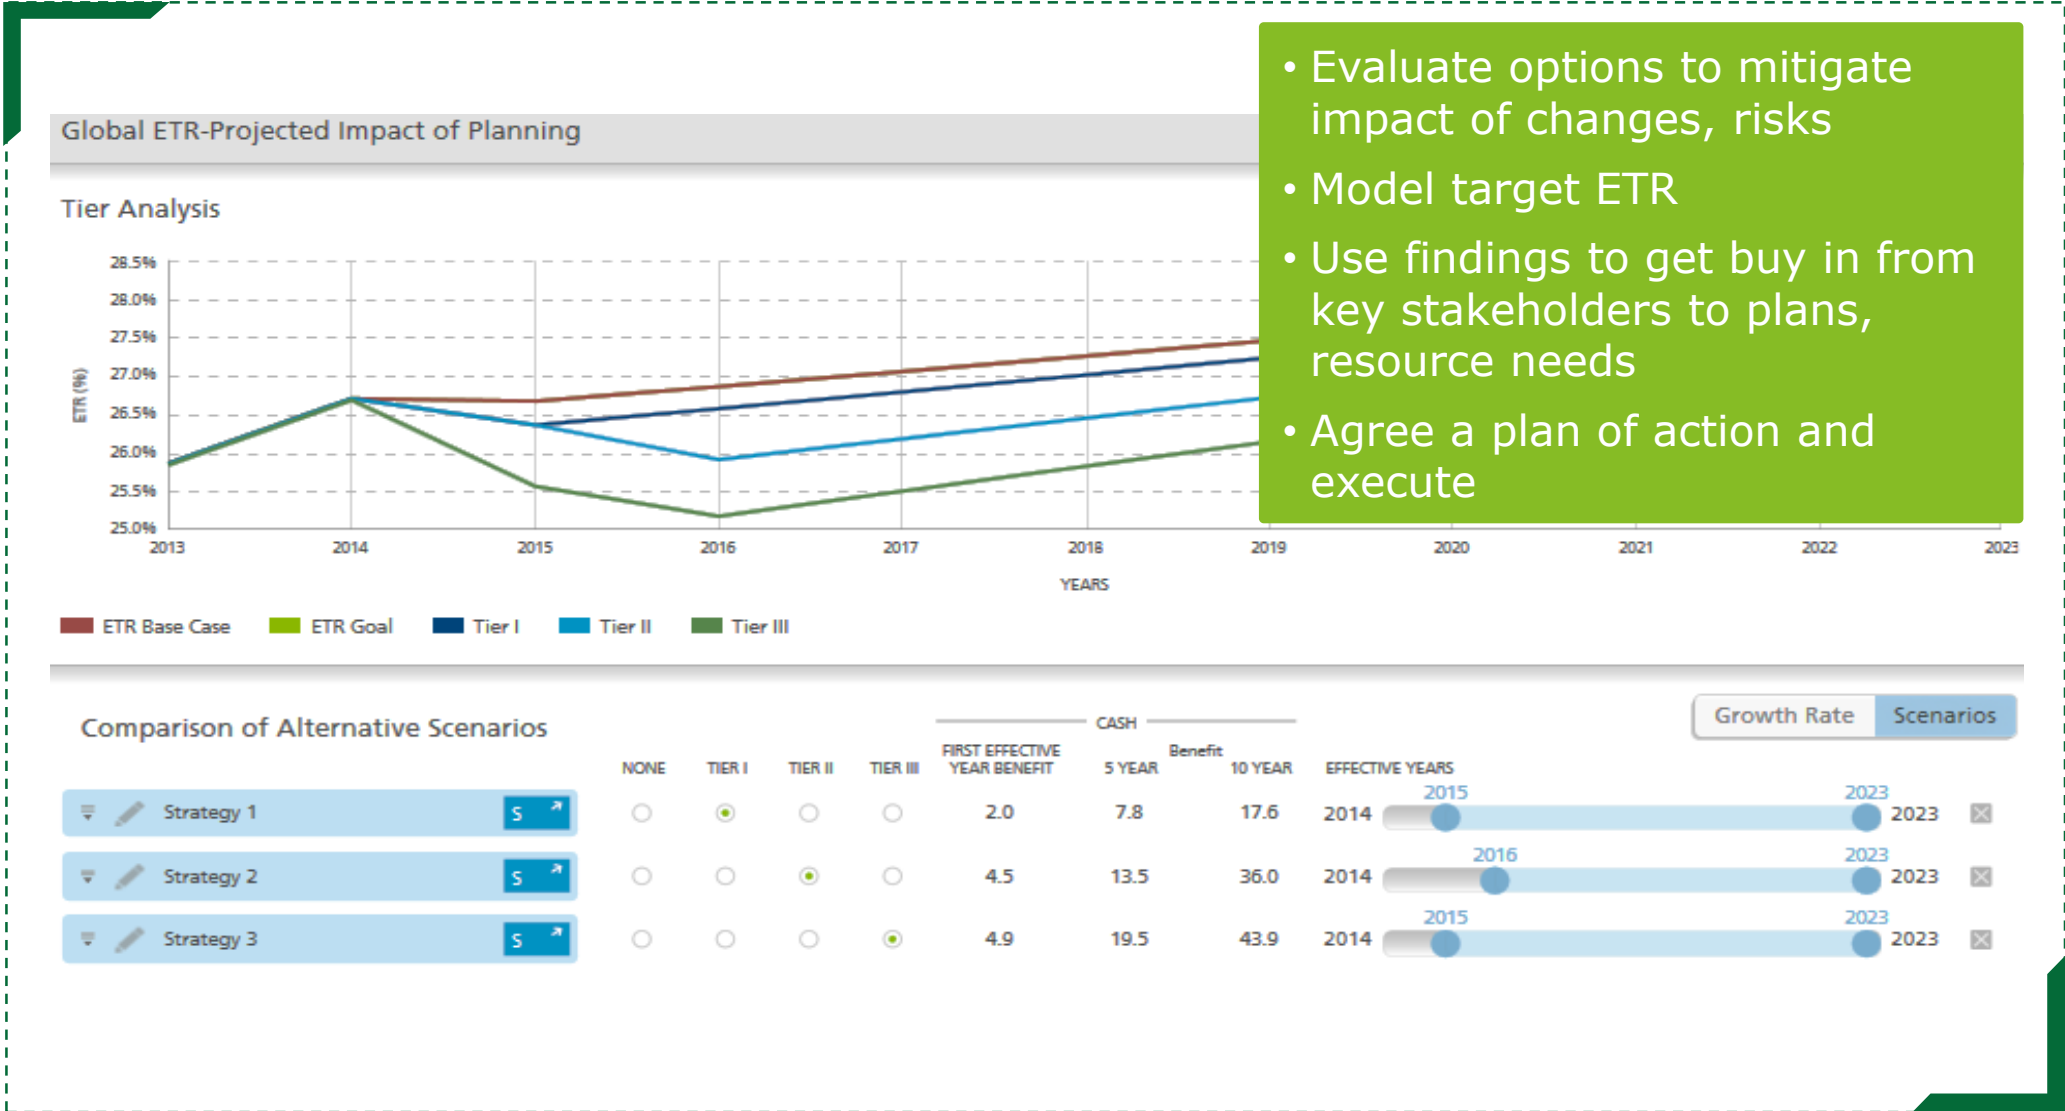 • Evaluate options to mitigate
impact of changes, risks
• Model target ETR
• Use findings to get buy in from
key stakeholders to plans,
resource needs
• Agree a plan of action and
execute
Global ETR-Projected Impact of Planning
Tier Analysis
ETR (%)
28.5%
28.0%
27.5%
27.0%
26.5%
26.0%
25.5%
25.0%
2013 2014 2015 2016 2017 2018 2019 2020 2021 2022 2023
YEARS
ETR Base Case ETR Goal Tier I Tier II Tier III
Growth Rate Scenarios
Comparison of Alternative Scenarios
CASH
Benefit
NONE TIER I TIER II TIER III FIRST EFFECTIVE YEAR BENEFIT 5 YEAR 10 YEAR EFFECTIVE YEARS
2015 2023
Strategy 1 S 2.0 7.8 17.6 2014 2023
2016 2023
Strategy 2 S 4.5 13.5 36.0 2014 2023
2015 2023
Strategy 3 S 4.9 19.5 43.9 2014 2023